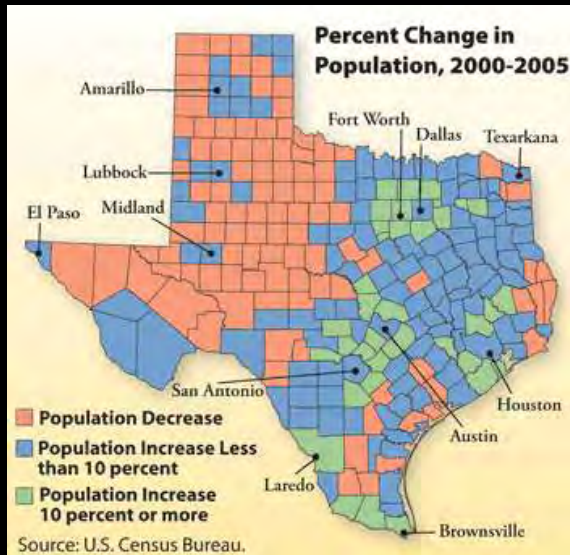 Percent Change in
Population, 2000-2005
Amarillo
Fort Worth
Dallas
Texarkana
Lubbock
El Paso
Midland
San Antonio
Houston
Austin
Laredo
Brownsville
Population Decrease
Population Increase Less
than 10 percent
Population Increase
10 percent or more
Source: U.S. Census Bureau.